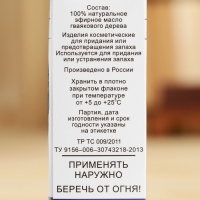 Состав:
100% натуральное
эфирное масло
гваякового дерева
Изделия косметические
для придания или
предотвращения запаха
Используется для придания
или устранения запаха
Произведено в России
Хранить в плотно
закрытом флаконе
при температуре
от +5 до +25°С
Партия, дата
изготовления и срок
годности указаны
на этикетке
ТР ТС 009/2011
ТУ 9156-006-30743218-2013
ПРИМЕНЯТЬ
НАРУЖНО
БЕРЕЧЬ ОТ ОГНЯ!